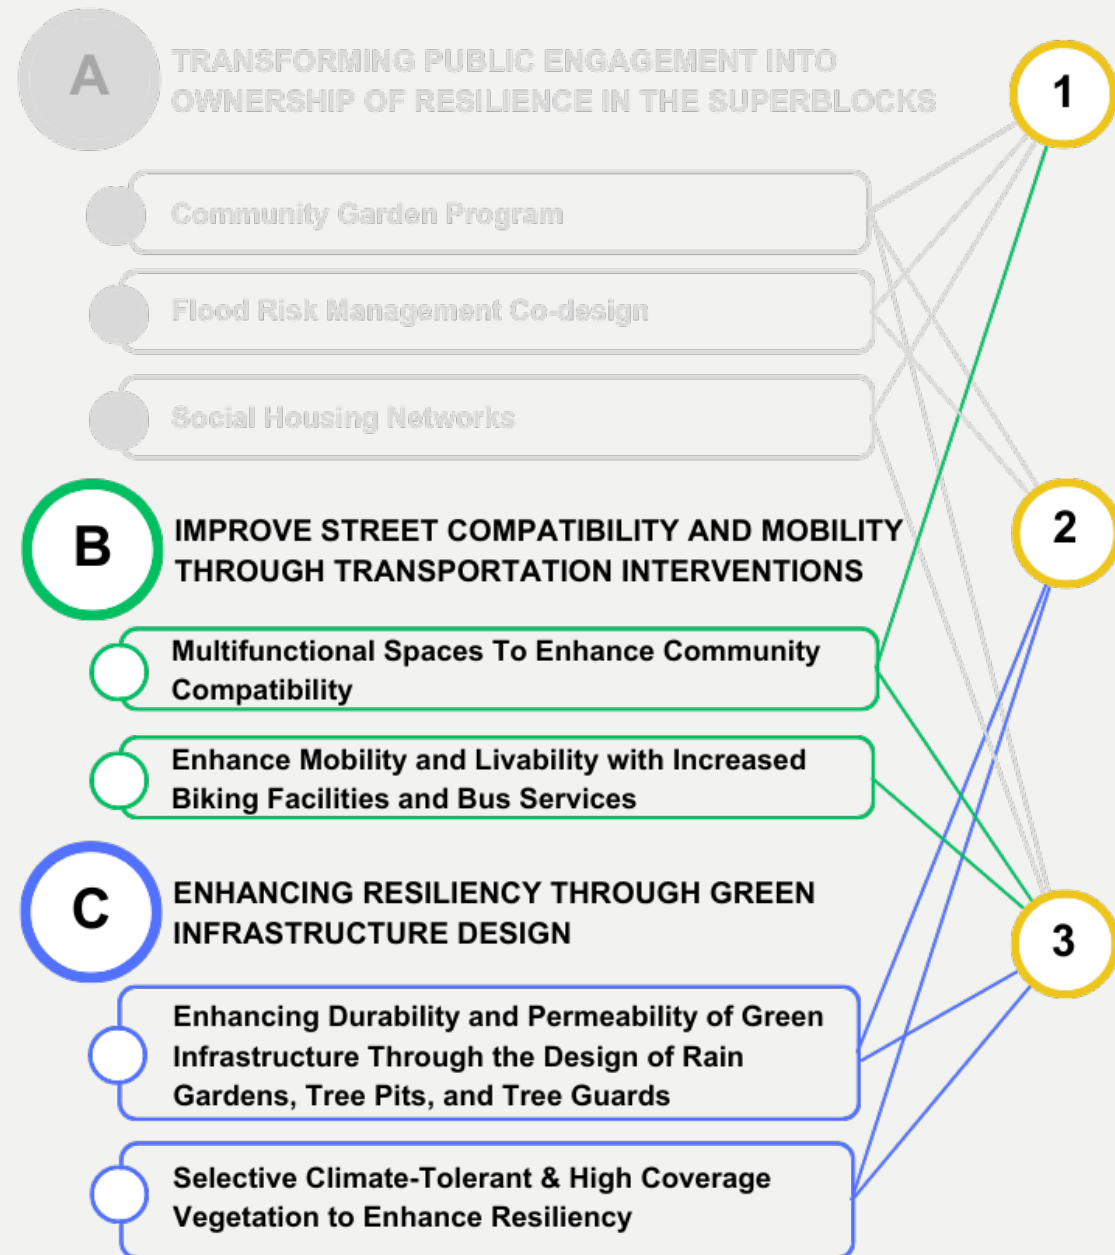 A
TRANSFORMING PUBLIC ENGAGEMENT INTO
OWNERSHIP OF RESILIENCE IN THE SUPERBLOCKS
1
Community Garden Program
Flood Risk Management Co-design
Social Housing Networks
B
IMPROVE STREET COMPATIBILITY AND MOBILITY
THROUGH TRANSPORTATION INTERVENTIONS
2
Multifunctional Spaces To Enhance Community
Compatibility
Enhance Mobility and Livability with Increased
Biking Facilities and Bus Services
C
ENHANCING RESILIENCY THROUGH GREEN
INFRASTRUCTURE DESIGN
3
Enhancing Durability and Permeability of Green
Infrastructure Through the Design of Rain
Gardens, Tree Pits, and Tree Guards
Selective Climate-Tolerant & High Coverage
Vegetation to Enhance Resiliency